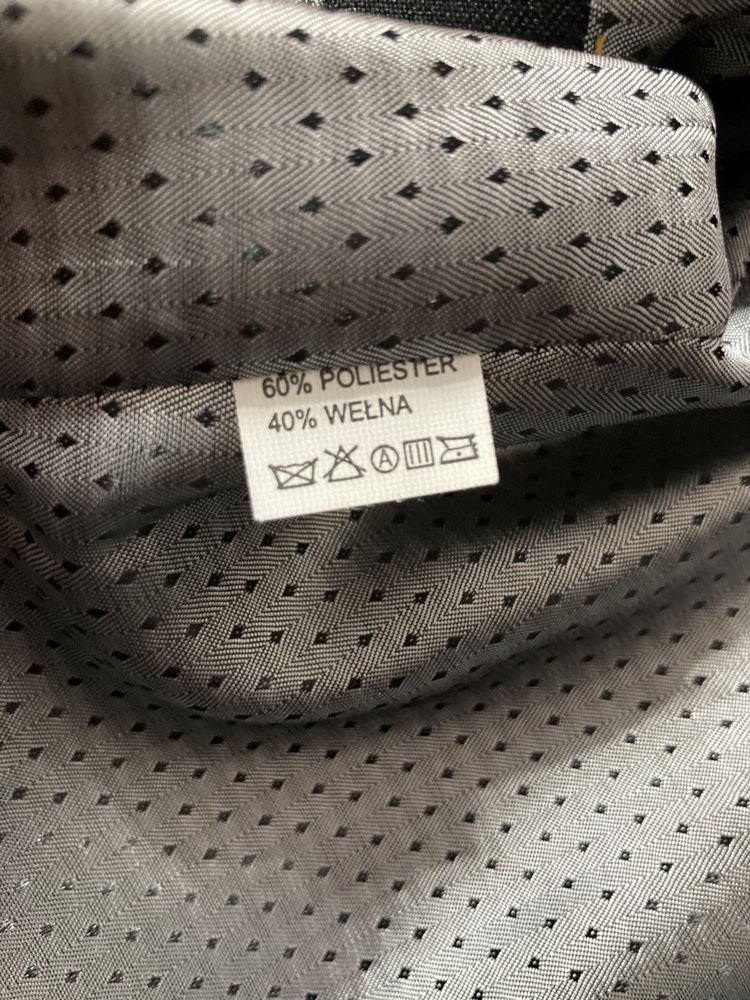 60% POLIESTER
40% WEŁNA
A